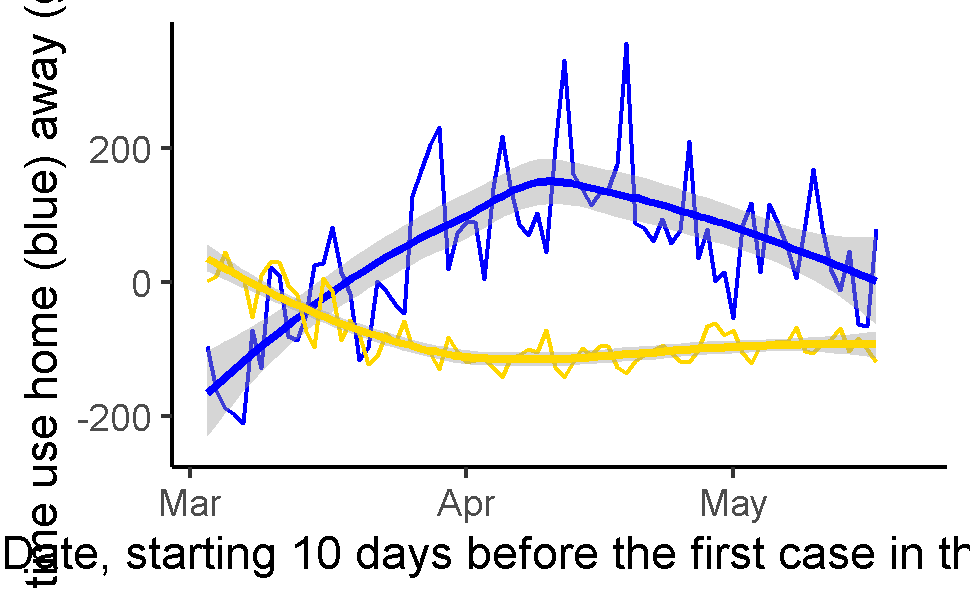 time use home (blue) away (
200
0
-200
Mar Apr May
Date, starting 10 days before the first case in th